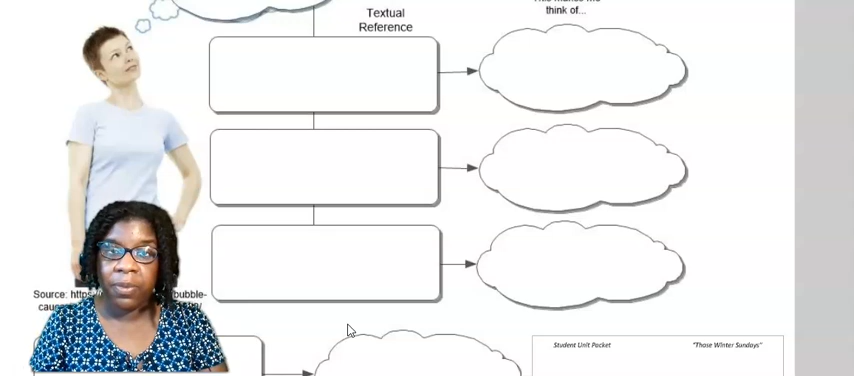 Textual
Reference
think of...
Source: https
bubble-
Student Unit Packet
"Those Winter Sundays"